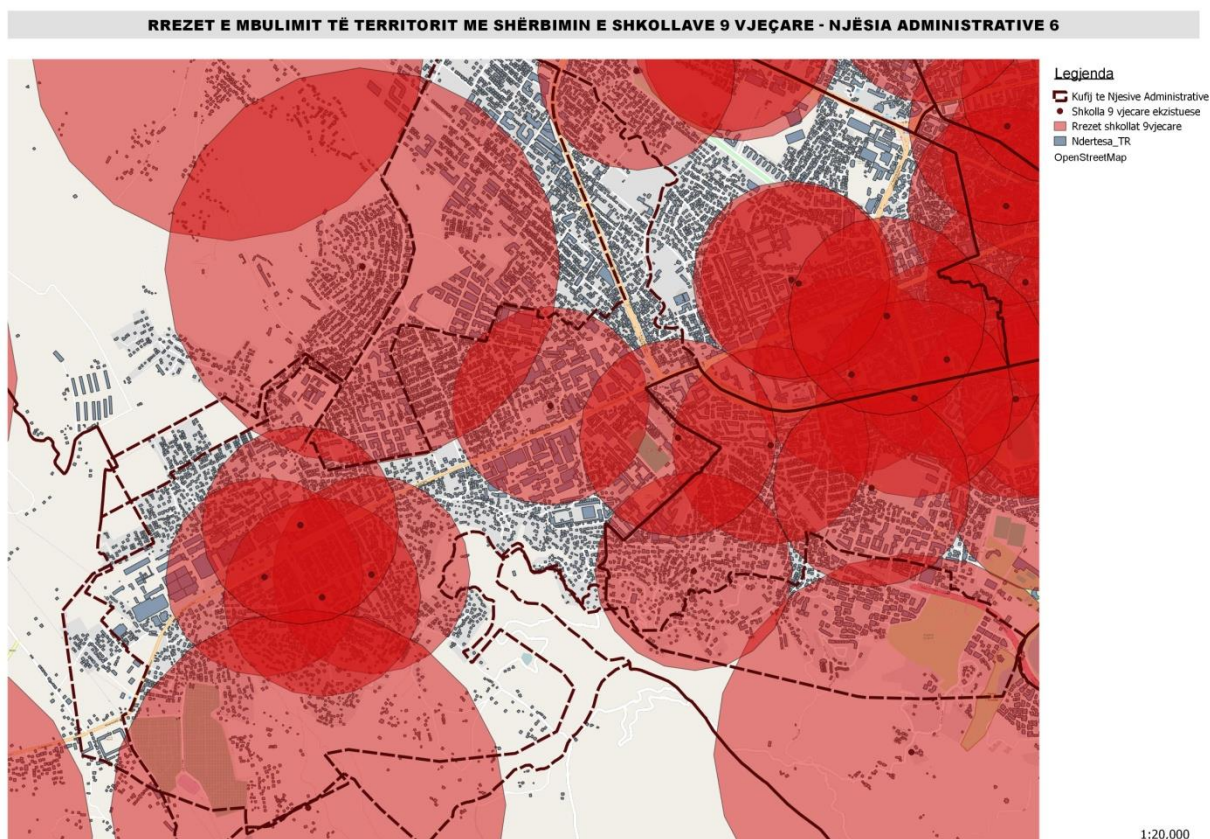 RREZET E MBULIMIT TË TERRITORIT ME SHËRBIMIN E SHKOLLAVE 9 VJEÇARE - NJËSIA ADMINISTRATIVE 6
Legjenda
Kufij te Njesive Administrative
Shkolla 9 vjecare ekzistuese
Rrezet shkollat 9vjecare
Ndertesa_TR
OpenStreetMap
1:20.000